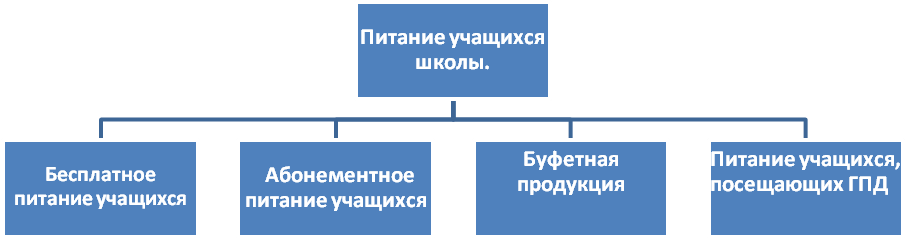 Питание учащихся
школы.
Бесплатное
питание учащихся
Абонементное
питание учащихся
Буфетная
продукция
Питание учащихся,
посещающих ГПД